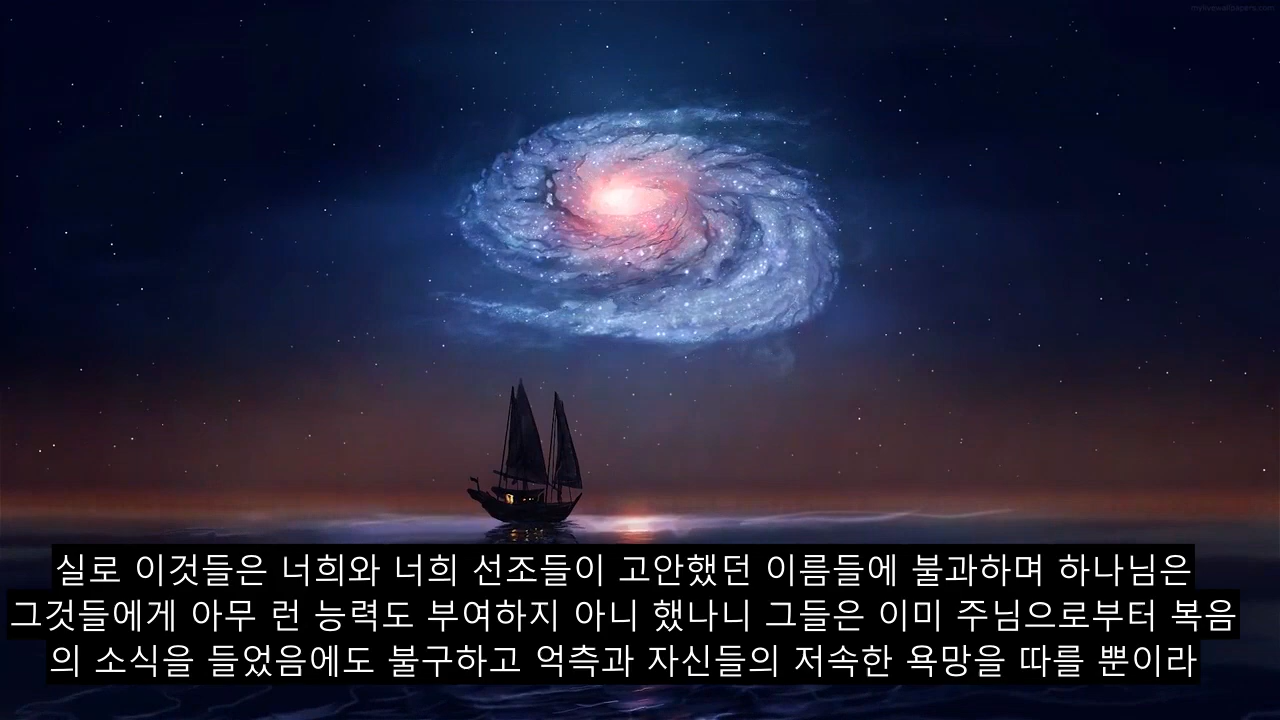 mylivewallpapers.com
실로 이것들은 너희와 너희 선조들이 고안했던 이름들에 불과하며 하나님은
그것들에게 아무 런 능력도 부여하지 아니 했나니 그들은 이미 주님으로부터 복음
의 소식을 들었음에도 불구하고 억측과 자신들의 저속한 욕망을 따를 뿐이라